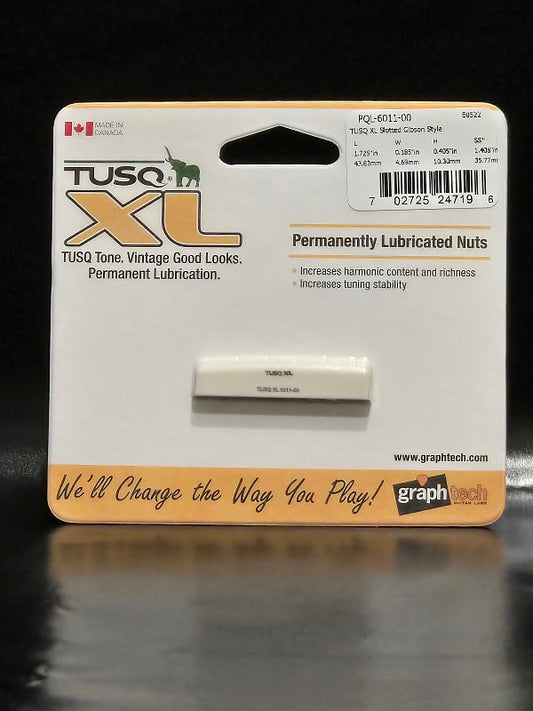 MADE IN
CANADA
PQL-6011-00
E0522
TUSQ XL Slotted Gibson Style
L W H SS"
1.725"in 0.185"in 0.405"in 1.408"in
43.83mm 4.69mm 10.30mm 35.77mm
7 02725 24719 6
TUSQ®
XL
TUSQ Tone. Vintage Good Looks.
Permanent Lubrication.
Permanently Lubricated Nuts
• Increases harmonic content and richness
• Increases tuning stability
TUSQ XL
TUSQ XL 6011-00
www.graphtech.com
We'll Change the Way You Play!
graphtech
GUITAR LABS